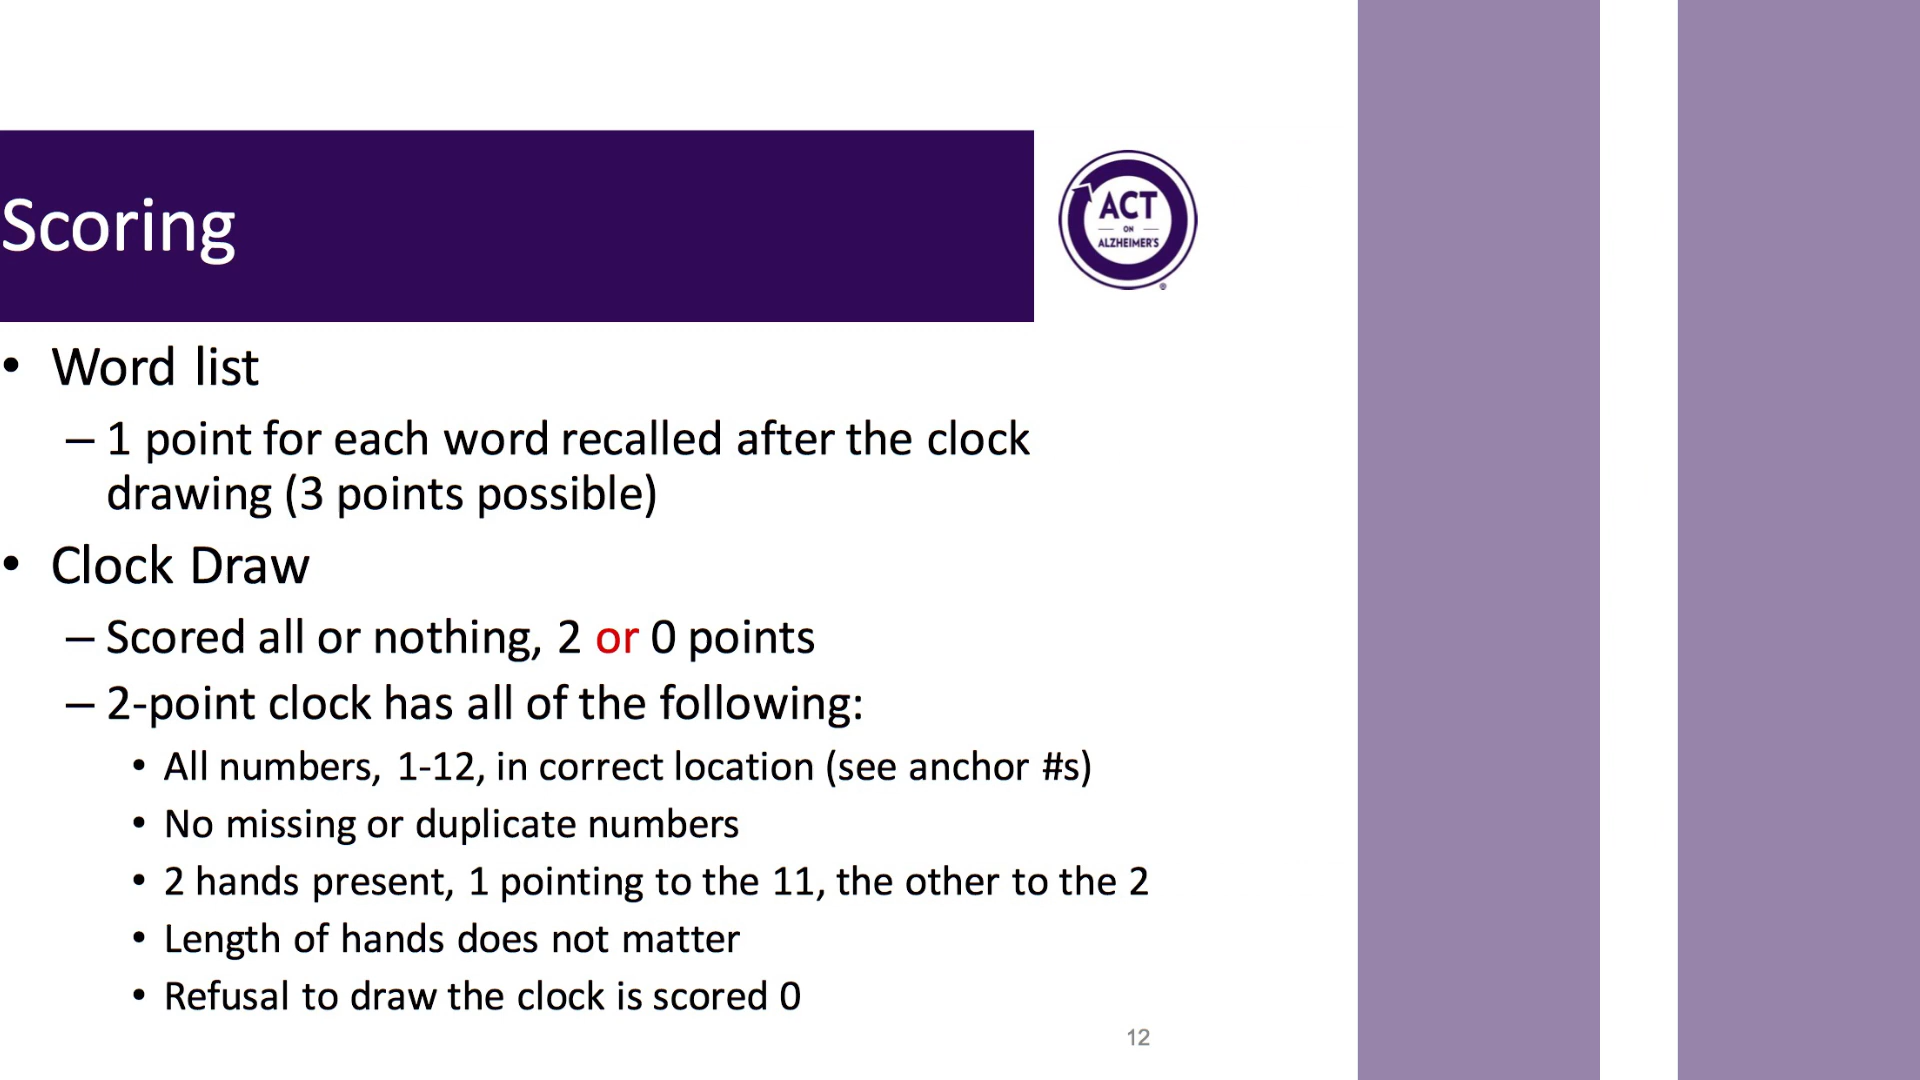 Scoring
ACT
ON
ALZHEIMER'S
®
• Word list
– 1 point for each word recalled after the clock
drawing (3 points possible)
• Clock Draw
– Scored all or nothing, 2 or 0 points
– 2-point clock has all of the following:
• All numbers, 1-12, in correct location (see anchor #s)
• No missing or duplicate numbers
• 2 hands present, 1 pointing to the 11, the other to the 2
• Length of hands does not matter
• Refusal to draw the clock is scored 0
12